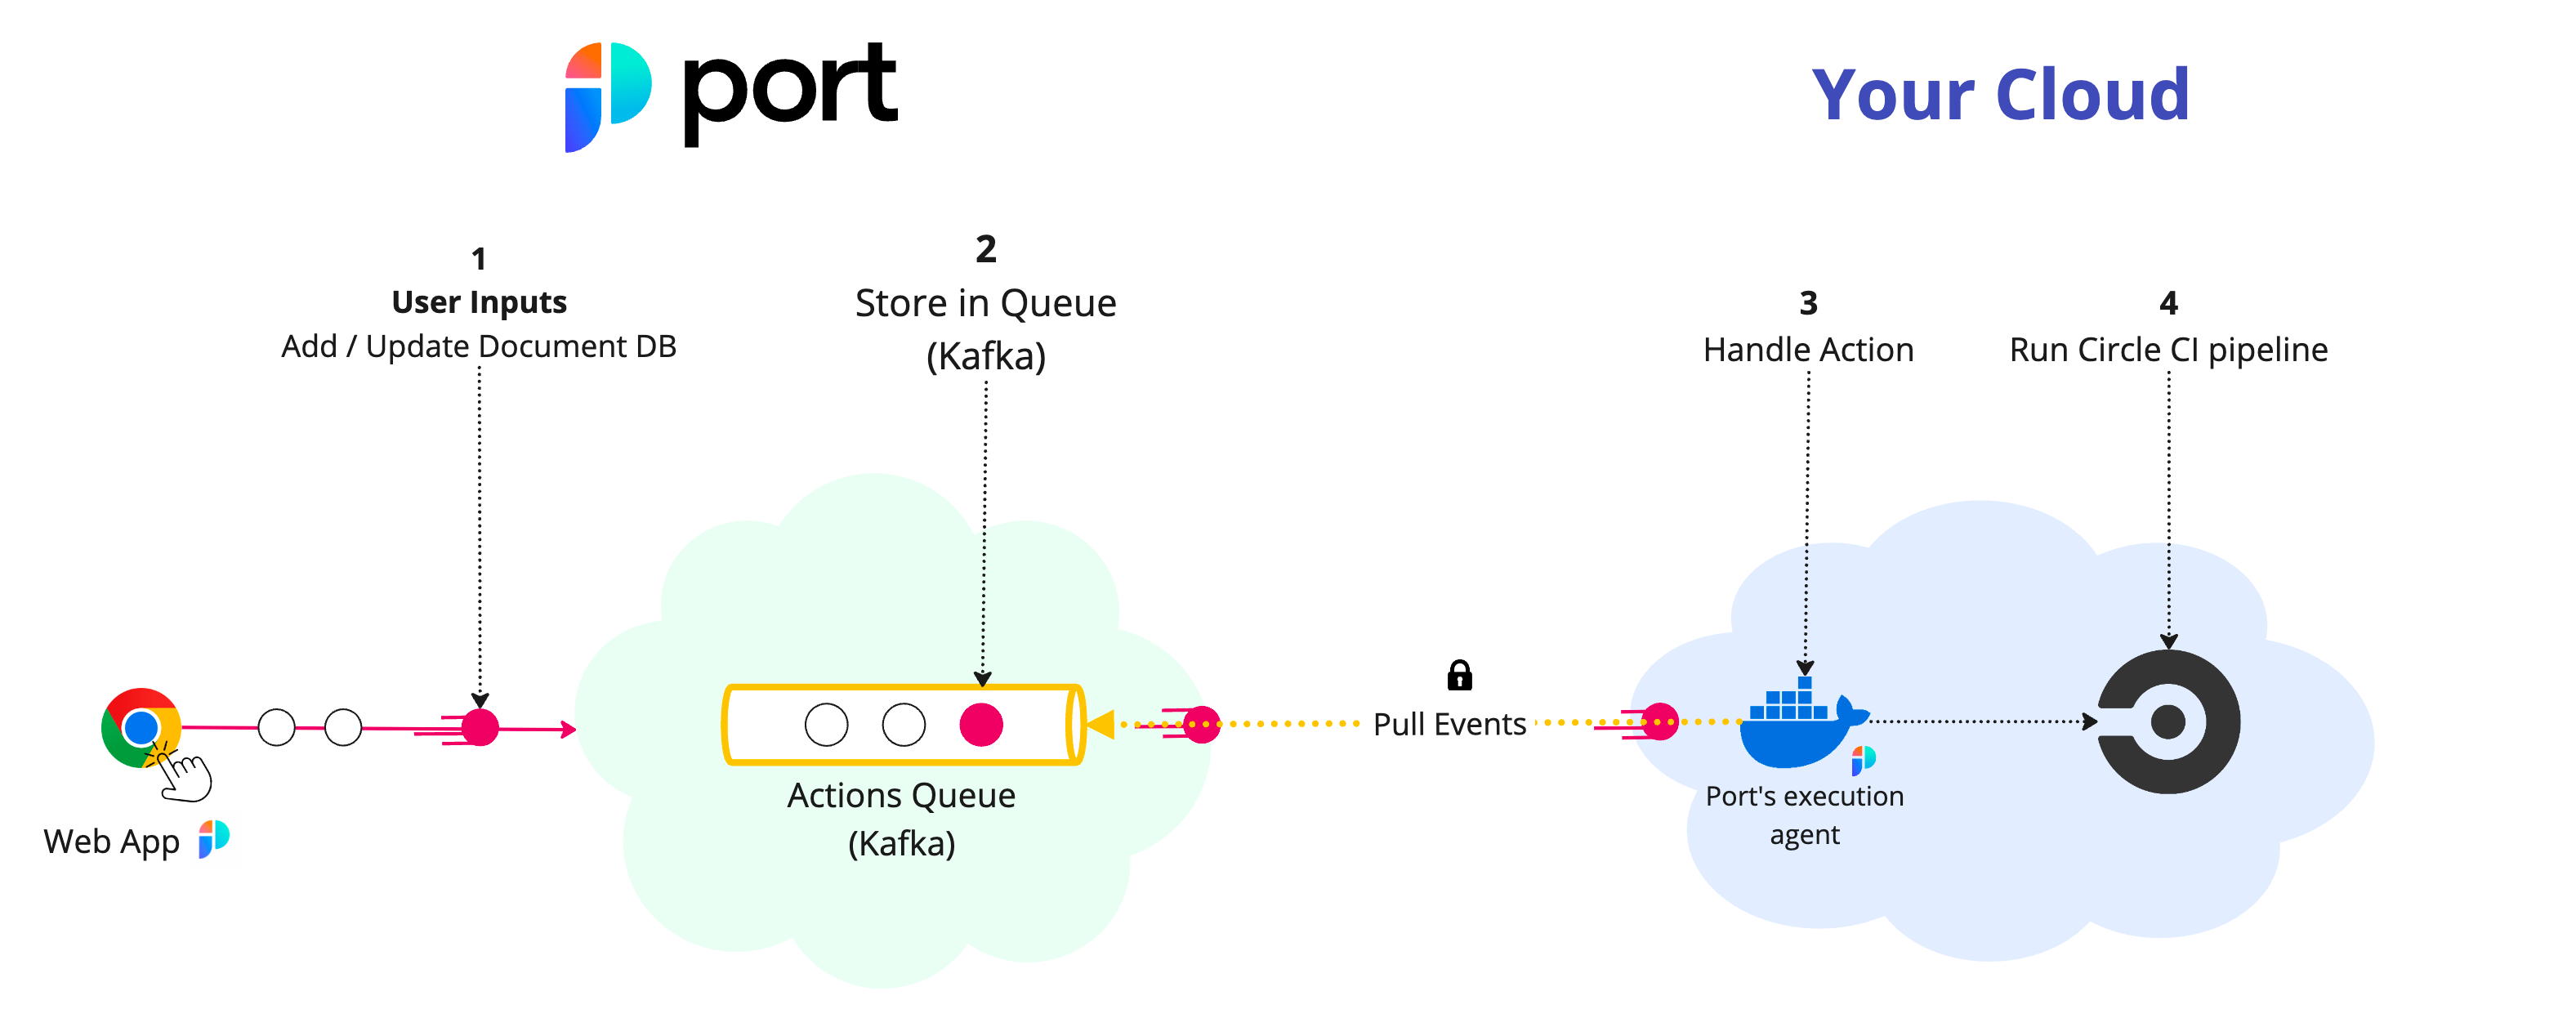 port
Your Cloud
1
User Inputs
Add / Update Document DB
2
Store in Queue
(Kafka)
3
Handle Action
4
Run Circle CI pipeline
Web App
Actions Queue
(Kafka)
Pull Events
Port's execution
agent